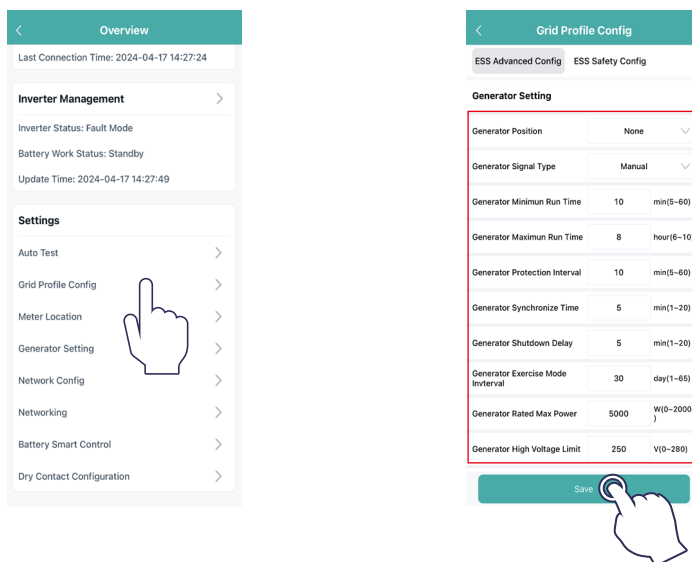 Overview
Last Connection Time: 2024-04-17 14:27:24
Inverter Management
Inverter Status: Fault Mode
Battery Work Status: Standby
Update Time: 2024-04-17 14:27:49
Settings
Auto Test
Grid Profile Config
Meter Location
Generator Setting
Network Config
Networking
Battery Smart Control
Dry Contact Configuration
Grid Profile Config
ESS Advanced Config ESS Safety Config
Generator Setting
Generator Position None
Generator Signal Type Manual
Generator Minimun Run Time 10 min(5~60)
Generator Maximun Run Time 8 hour(6~10)
Generator Protection Interval 10 min(5~60)
Generator Synchronize Time 5 min(1~20)
Generator Shutdown Delay 5 min(1~20)
Generator Exercise Mode
Invterval 30 day(1~65)
Generator Rated Max Power 5000 W(0~2000
)
Generator High Voltage Limit 250 V(0~280)
Save